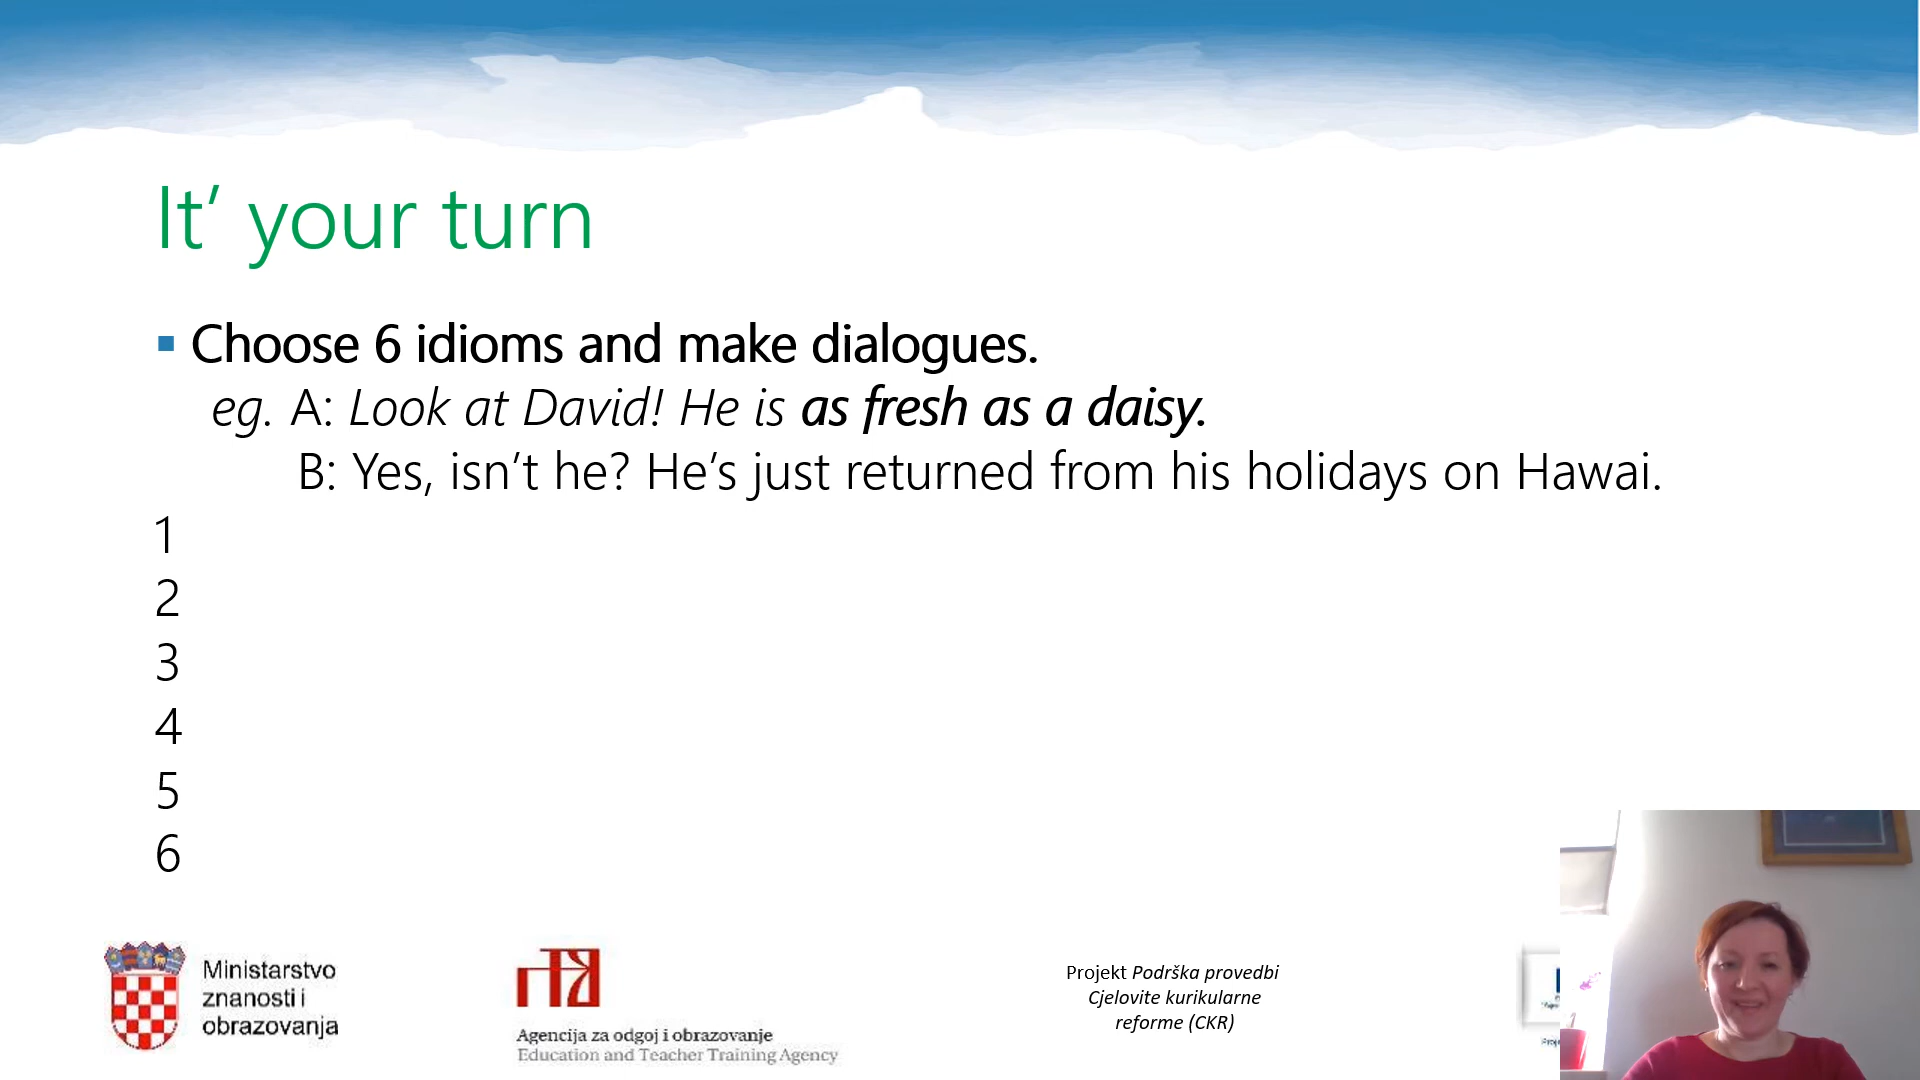 It’ your turn
Choose 6 idioms and make dialogues.
eg. A: Look at David! He is as fresh as a daisy.
B: Yes, isn’t he? He’s just returned from his holidays on Hawai.
1
2
3
4
5
6
Ministarstvo
znanosti i
obrazovanja
Agencija za odgoj i obrazovanje
Education and Teacher Training Agency
Projekt Podrška provedbi
Cjelovite kurikularne
reforme (CKR)